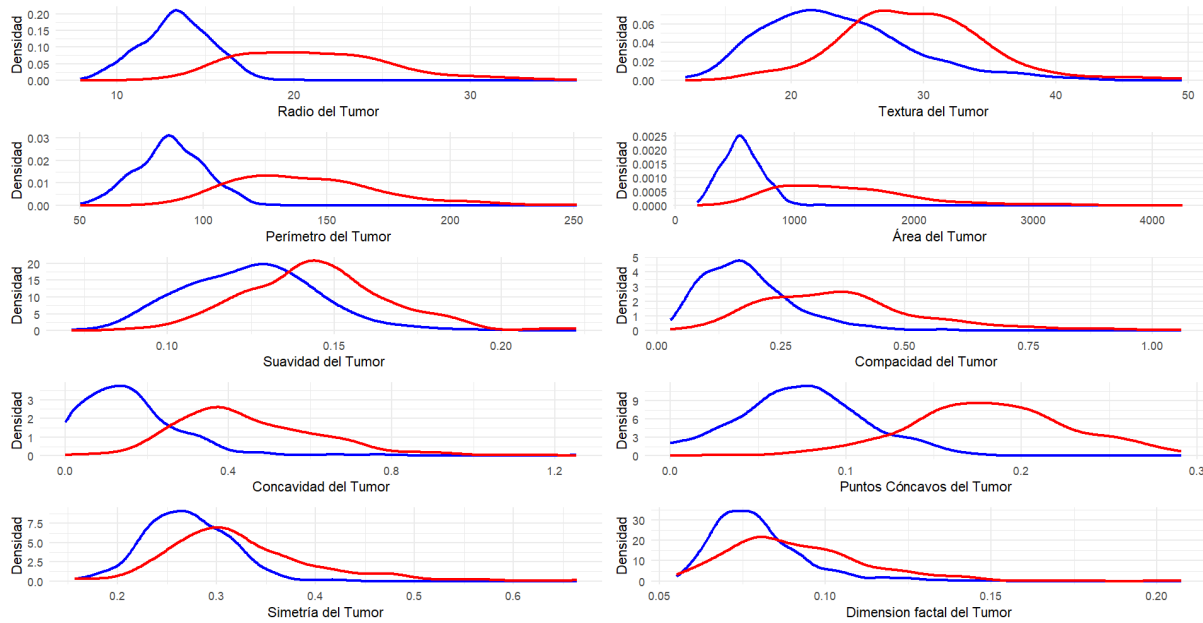 Densidad
0.20
0.15
0.10
0.05
0.00
10 20 30
Radio del Tumor
Densidad
0.06
0.04
0.02
0.00
20 30 40 50
Textura del Tumor
Densidad
0.03
0.02
0.01
0.00
50 100 150 200 250
Perímetro del Tumor
Densidad
0.0025
0.0020
0.0015
0.0010
0.0005
0.0000
0 1000 2000 3000 4000
Área del Tumor
Densidad
20
15
10
5
0
0.10 0.15 0.20
Suavidad del Tumor
Densidad
5
4
3
2
1
0
0.00 0.25 0.50 0.75 1.00
Compacidad del Tumor
Densidad
3
2
1
0
0.0 0.4 0.8 1.2
Concavidad del Tumor
Densidad
9
6
3
0
0.0 0.1 0.2 0.3
Puntos Cóncavos del Tumor
Densidad
7.5
5.0
2.5
0.0
0.2 0.3 0.4 0.5 0.6
Simetría del Tumor
Densidad
30
20
10
0
0.05 0.10 0.15 0.20
Dimension factal del Tumor